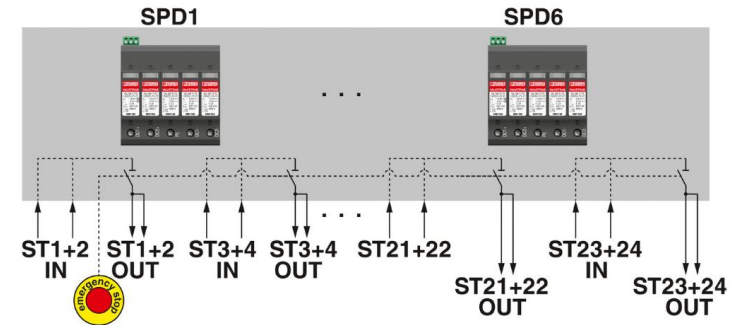 SPD1
SPD6
. . .
. . .
ST1+2
IN
ST1+2
OUT
ST3+4
IN
ST3+4
OUT
ST21+22
ST21+22
OUT
ST23+24
IN
ST23+24
OUT
emergency stop